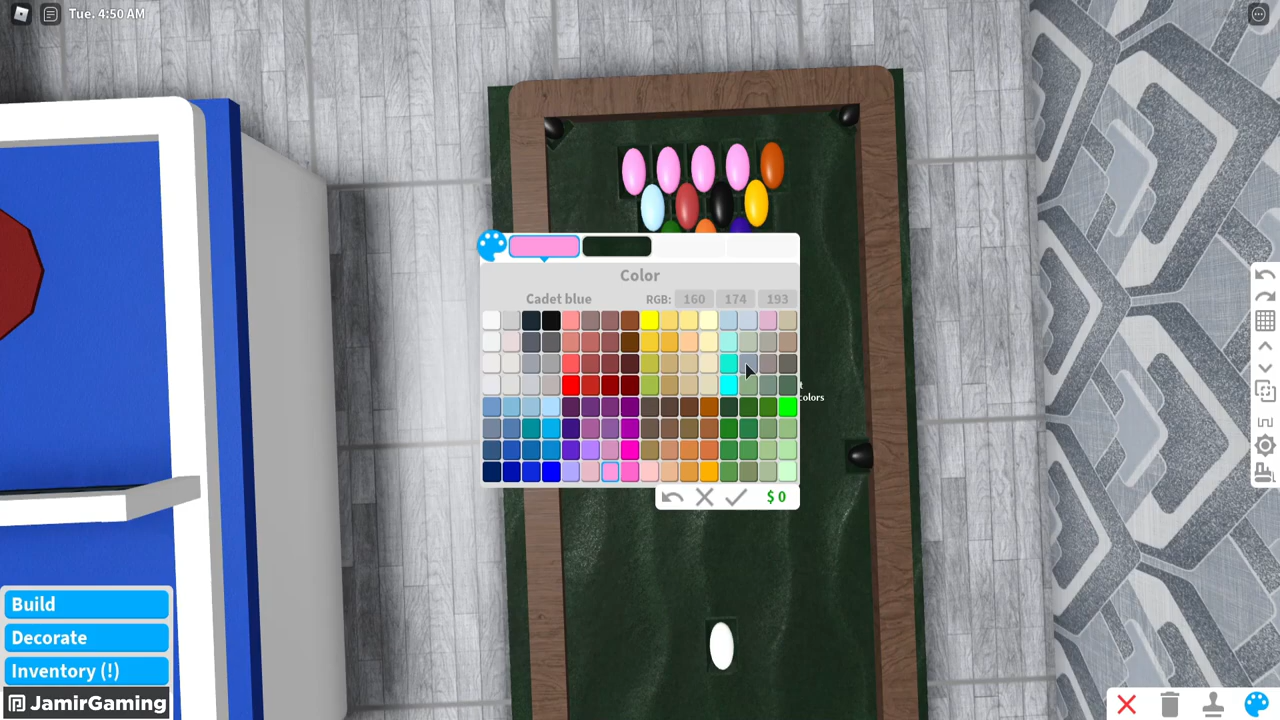 Tue. 4:50 AM
Color
Cadet blue
RGB: 160 174 193
t
colors
$ 0
Build
Decorate
Inventory (!)
JamirGaming